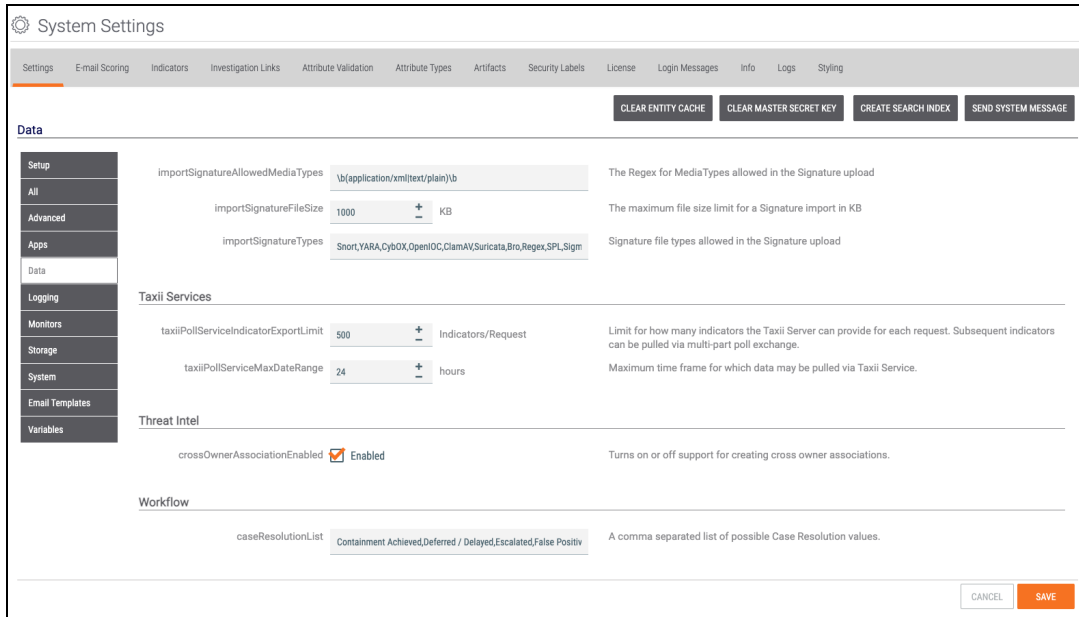 System Settings
Settings E-mail Scoring Indicators Investigation Links Attribute Validation Attribute Types Artifacts Security Labels License Login Messages Info Logs Styling
CLEAR ENTITY CACHE CLEAR MASTER SECRET KEY CREATE SEARCH INDEX SEND SYSTEM MESSAGE
Data
Setup
All
Advanced
Apps
Data
Logging
Monitors
Storage
System
Email Templates
Variables
importSignatureAllowedMediaTypes \b(application/xml|text/plain)\b The Regex for MediaTypes allowed in the Signature upload
importSignatureFileSize 1000 + − KB The maximum file size limit for a Signature import in KB
importSignatureTypes Snort,YARA,CybOX,OpenIOC,ClamAV,Suricata,Bro,Regex,SPL,Sigm Signature file types allowed in the Signature upload
Taxii Services
taxiiPollServiceIndicatorExportLimit 500 + − Indicators/Request Limit for how many indicators the Taxii Server can provide for each request. Subsequent indicators
can be pulled via multi-part poll exchange.
taxiiPollServiceMaxDateRange 24 + − hours Maximum time frame for which data may be pulled via Taxii Service.
Threat Intel
crossOwnerAssociationEnabled Enabled Turns on or off support for creating cross owner associations.
Workflow
caseResolutionList Containment Achieved,Deferred / Delayed,Escalated,False Positiv A comma separated list of possible Case Resolution values.
CANCEL SAVE